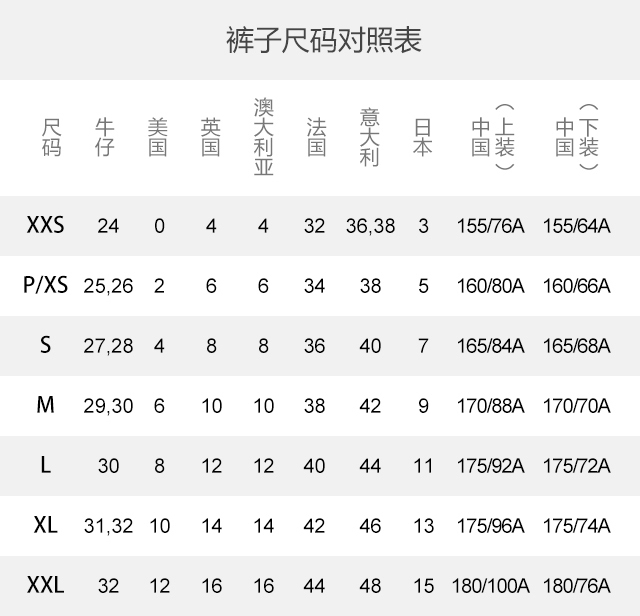 裤子尺码对照表
尺码 牛仔 美国 英国 澳大利亚 法国 意大利 日本 中国（上装） 中国（下装）
XXS 24 0 4 4 32 36,38 3 155/76A 155/64A
P/XS 25,26 2 6 6 34 38 5 160/80A 160/66A
S 27,28 4 8 8 36 40 7 165/84A 165/68A
M 29,30 6 10 10 38 42 9 170/88A 170/70A
L 30 8 12 12 40 44 11 175/92A 175/72A
XL 31,32 10 14 14 42 46 13 175/96A 175/74A
XXL 32 12 16 16 44 48 15 180/100A 180/76A